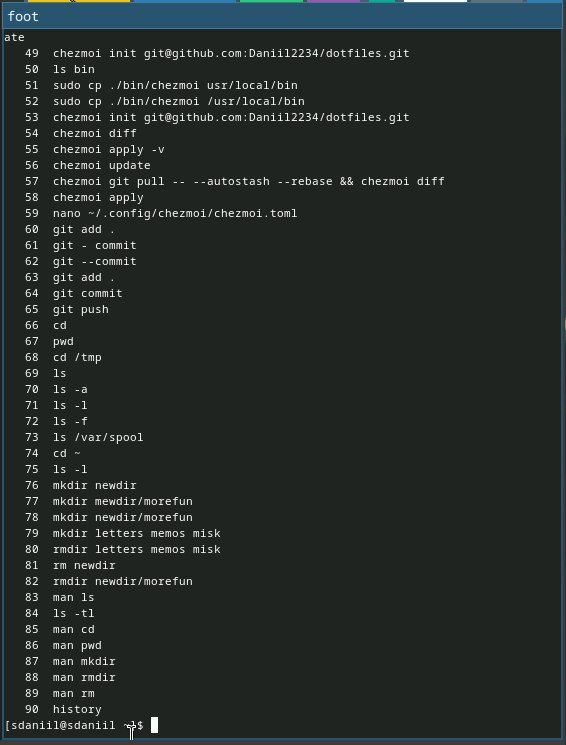 foot
ate
49 chezmoi init git@github.com:Daniil2234/dotfiles.git
50 ls bin
51 sudo cp ./bin/chezmoi usr/local/bin
52 sudo cp ./bin/chezmoi /usr/local/bin
53 chezmoi init git@github.com:Daniil2234/dotfiles.git
54 chezmoi diff
55 chezmoi apply -v
56 chezmoi update
57 chezmoi git pull -- --autostash --rebase && chezmoi diff
58 chezmoi apply
59 nano ~/.config/chezmoi/chezmoi.toml
60 git add .
61 git - commit
62 git --commit
63 git add .
64 git commit
65 git push
66 cd
67 pwd
68 cd /tmp
69 ls
70 ls -a
71 ls -l
72 ls -f
73 ls /var/spool
74 cd ~
75 ls -l
76 mkdir newdir
77 mkdir mewdir/morefun
78 mkdir newdir/morefun
79 mkdir letters memos misk
80 rmdir letters memos misk
81 rm newdir
82 rmdir newdir/morefun
83 man ls
84 ls -tl
85 man cd
86 man pwd
87 man mkdir
88 man rmdir
89 man rm
90 history
[sdaniil@sdaniil ~]$